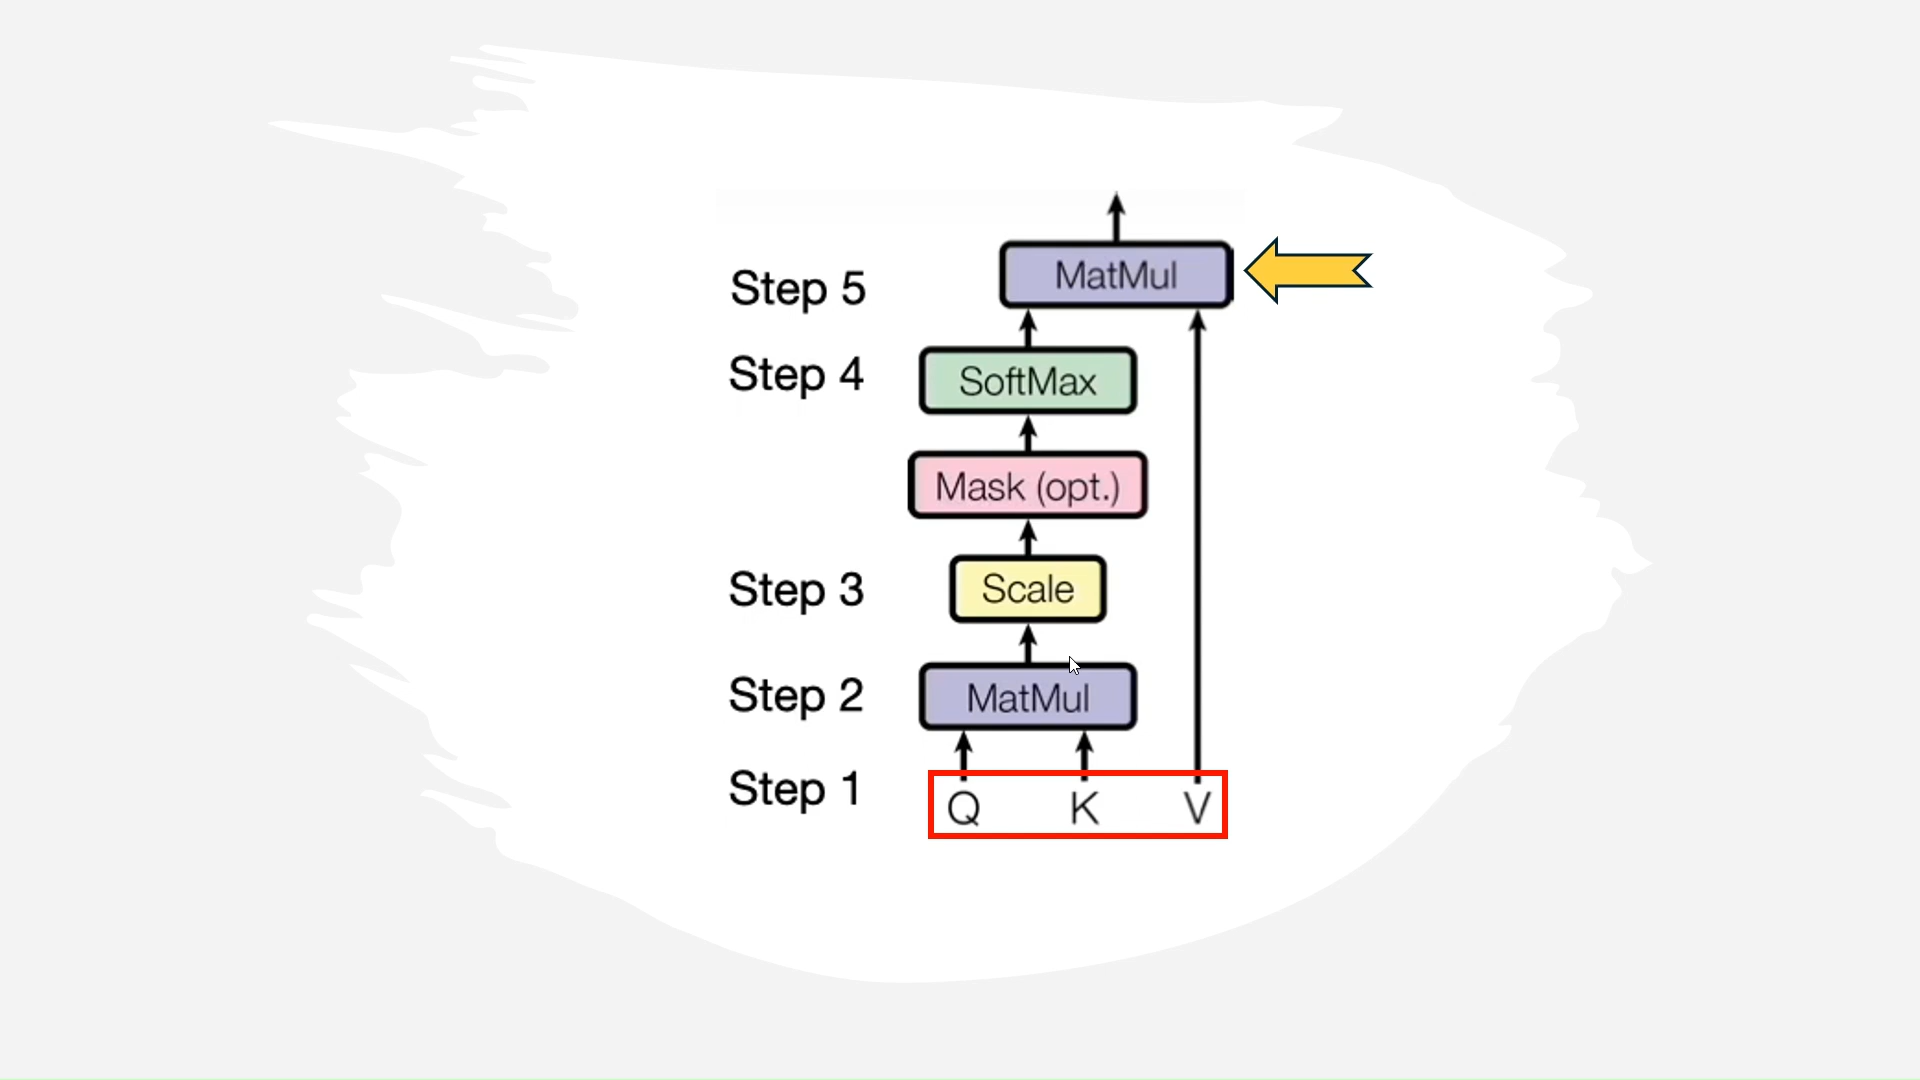 Step 5
MatMul
Step 4
SoftMax
Mask (opt.)
Step 3
Scale
Step 2
MatMul
Step 1
Q K V